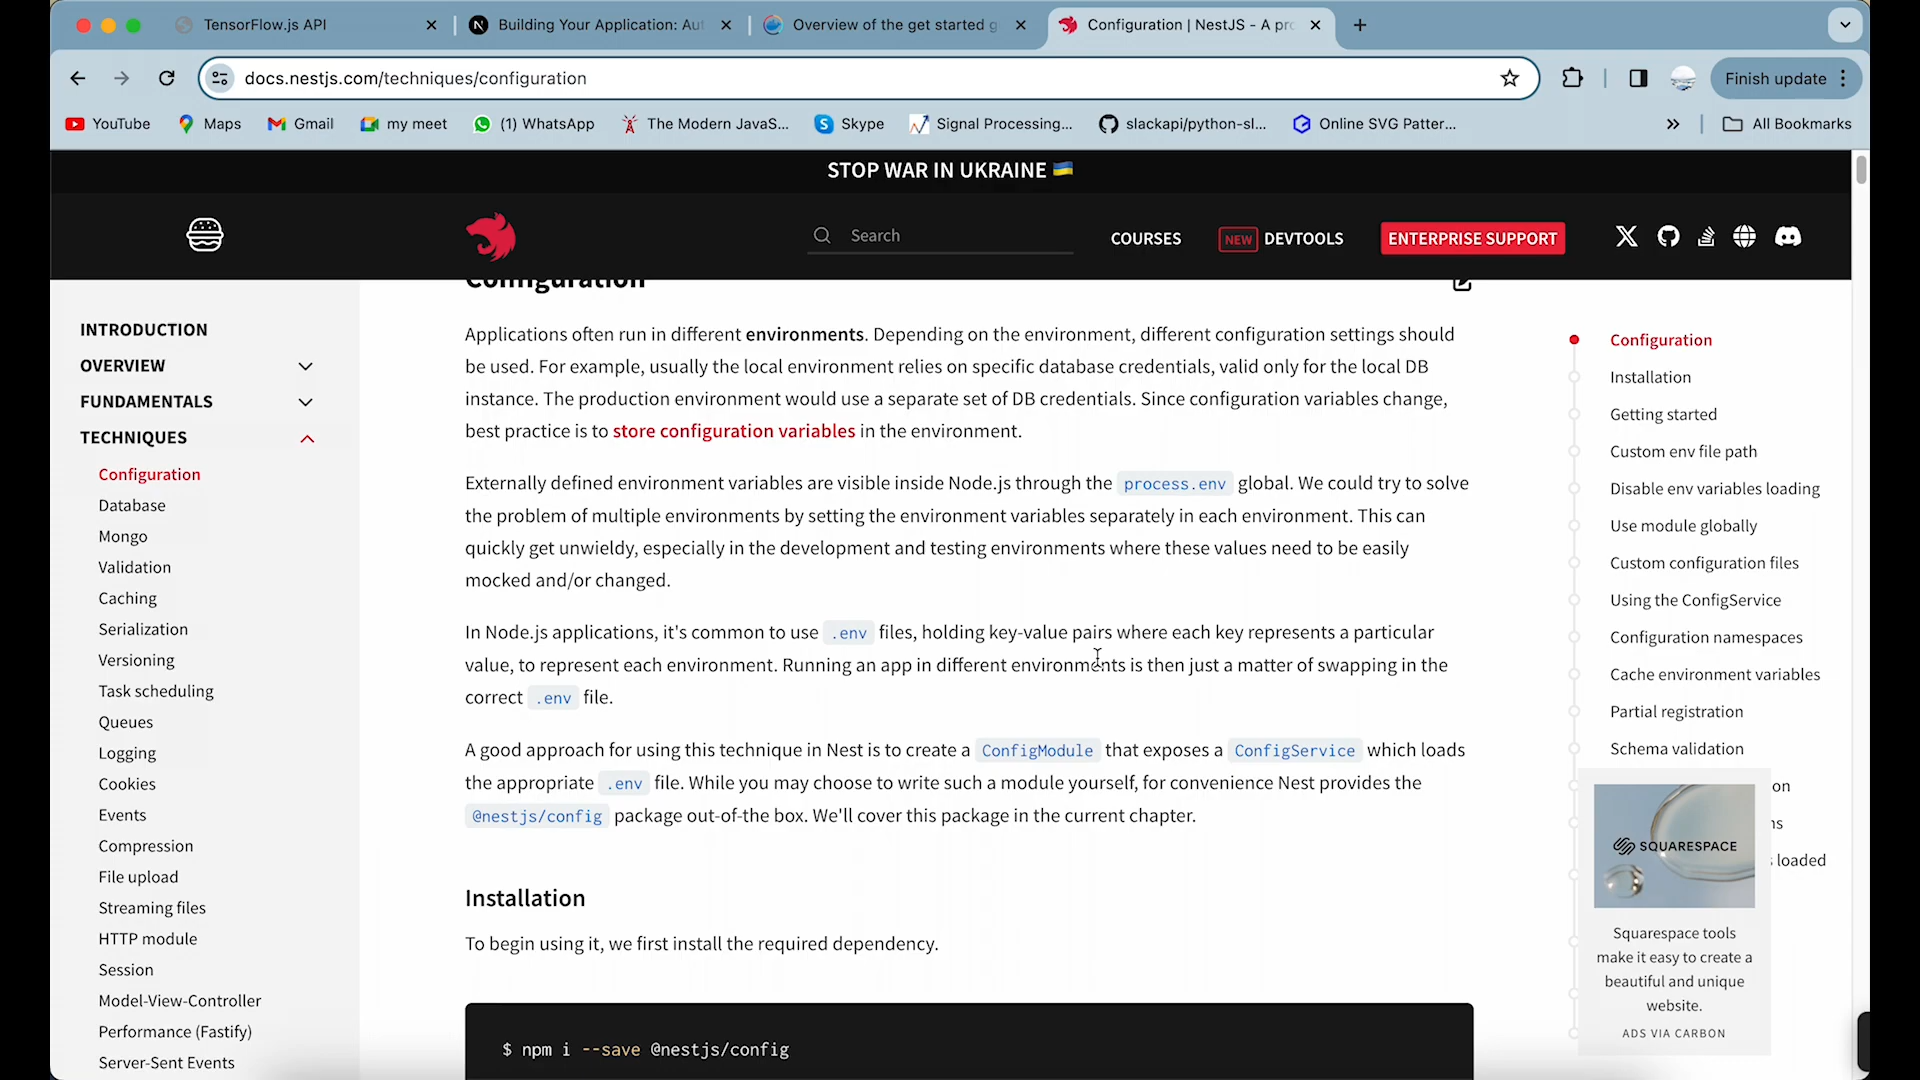 TensorFlow.js API
Building Your Application: Aut
Overview of the get started g
Configuration | NestJS - A pro
docs.nestjs.com/techniques/configuration
Finish update
YouTube
Maps
Gmail
my meet
(1) WhatsApp
The Modern JavaS...
Skype
Signal Processing...
slackapi/python-sl...
Online SVG Patter...
All Bookmarks
STOP WAR IN UKRAINE
Search
COURSES
NEW DEVTOOLS
ENTERPRISE SUPPORT
INTRODUCTION
OVERVIEW
FUNDAMENTALS
TECHNIQUES
Configuration
Database
Mongo
Validation
Caching
Serialization
Versioning
Task scheduling
Queues
Logging
Cookies
Events
Compression
File upload
Streaming files
HTTP module
Session
Model-View-Controller
Performance (Fastify)
Server-Sent Events
Configuration
Applications often run in different environments. Depending on the environment, different configuration settings should
be used. For example, usually the local environment relies on specific database credentials, valid only for the local DB
instance. The production environment would use a separate set of DB credentials. Since configuration variables change,
best practice is to store configuration variables in the environment.
Externally defined environment variables are visible inside Node.js through the process.env global. We could try to solve
the problem of multiple environments by setting the environment variables separately in each environment. This can
quickly get unwieldy, especially in the development and testing environments where these values need to be easily
mocked and/or changed.
In Node.js applications, it's common to use .env files, holding key-value pairs where each key represents a particular
value, to represent each environment. Running an app in different environments is then just a matter of swapping in the
correct .env file.
A good approach for using this technique in Nest is to create a ConfigModule that exposes a ConfigService which loads
the appropriate .env file. While you may choose to write such a module yourself, for convenience Nest provides the
@nestjs/config package out-of-the box. We'll cover this package in the current chapter.
Installation
To begin using it, we first install the required dependency.
$ npm i --save @nestjs/config
Configuration
Installation
Getting started
Custom env file path
Disable env variables loading
Use module globally
Custom configuration files
Using the ConfigService
Configuration namespaces
Cache environment variables
Partial registration
Schema validation
on
ns
loaded
SQUARESPACE
Squarespace tools
make it easy to create a
beautiful and unique
website.
ADS VIA CARBON